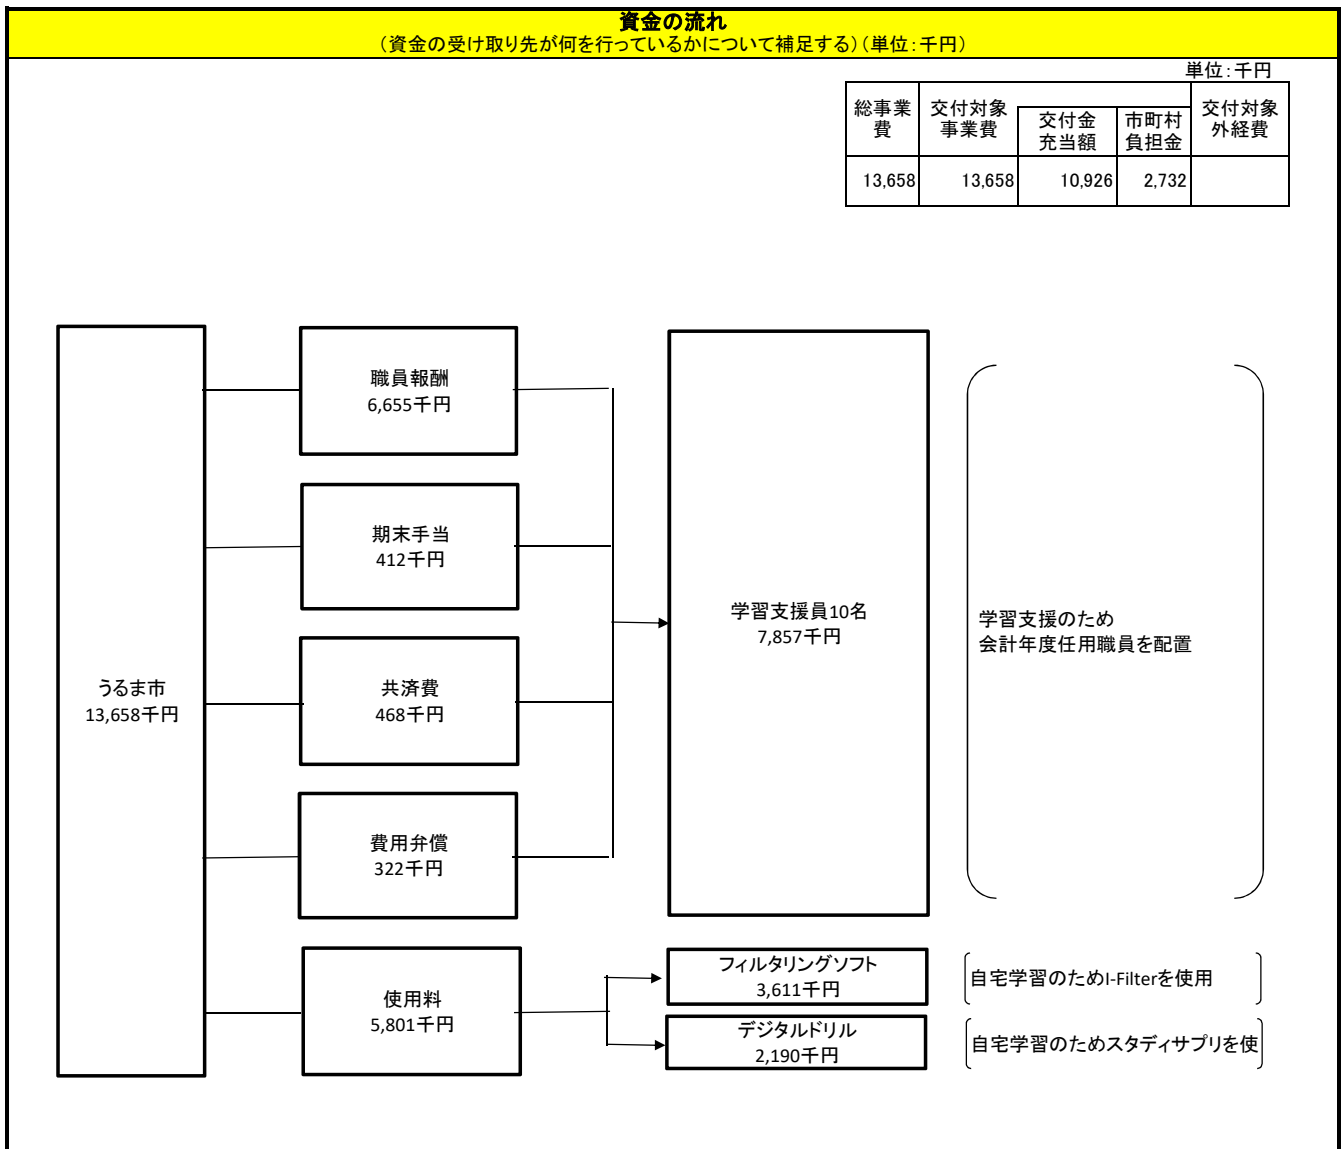 資金の流れ
（資金の受け取り先が何を行っているかについて補足する）（単位：千円）
単位：千円
総事業
費
交付対象
事業費
交付金
充当額
市町村
負担金
交付対象
外経費
13,658
13,658
10,926
2,732
うるま市
13,658千円
職員報酬
6,655千円
期末手当
412千円
共済費
468千円
費用弁償
322千円
使用料
5,801千円
学習支援員10名
7,857千円
学習支援のため
会計年度任用職員を配置
フィルタリングソフト
3,611千円
自宅学習のためI-Filterを使用
デジタルドリル
2,190千円
自宅学習のためスタディサプリを使